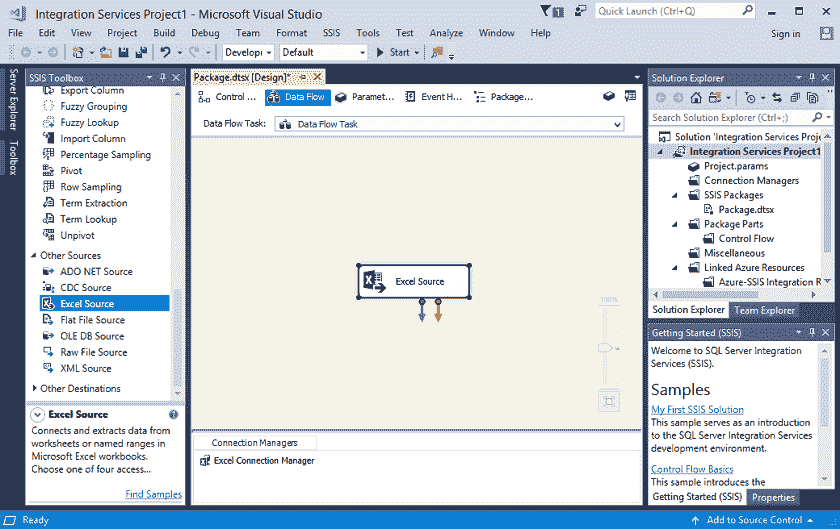 Integration Services Project1 - Microsoft Visual Studio
1
Quick Launch (Ctrl+Q)
File Edit View Project Build Debug Team Format SSIS Tools Test Analyze Window Help
Sign in
Develop Default Start
Server Explorer
Toolbox
SSIS Toolbox
Export Column
Fuzzy Grouping
Fuzzy Lookup
Import Column
Percentage Sampling
Pivot
Row Sampling
Term Extraction
Term Lookup
Unpivot
Other Sources
ADO NET Source
CDC Source
Excel Source
Flat File Source
OLE DB Source
Raw File Source
XML Source
Other Destinations
Excel Source
Connects and extracts data from
worksheets or named ranges in
Microsoft Excel workbooks.
Choose one of four access...
Find Samples
Package.dtsx [Design]*
Control ... Data Flow Paramet... Event H... Package...
Data Flow Task: Data Flow Task
Excel Source
100%
Connection Managers
Excel Connection Manager
Solution Explorer
Search Solution Explorer (Ctrl+;)
Solution 'Integration Services Proje
Integration Services Project1
Project.params
Connection Managers
SSIS Packages
Package.dtsx
Package Parts
Control Flow
Miscellaneous
Linked Azure Resources
Azure-SSIS Integration R
Solution Explorer Team Explorer
Getting Started (SSIS)
Welcome to SQL Server Integration
Services (SSIS).
Samples
My First SSIS Solution
This sample serves as an introduction
to the SQL Server Integration Services
development environment.
Control Flow Basics
This sample introduces the
Getting Started (SSIS) Properties
Ready
Add to Source Control